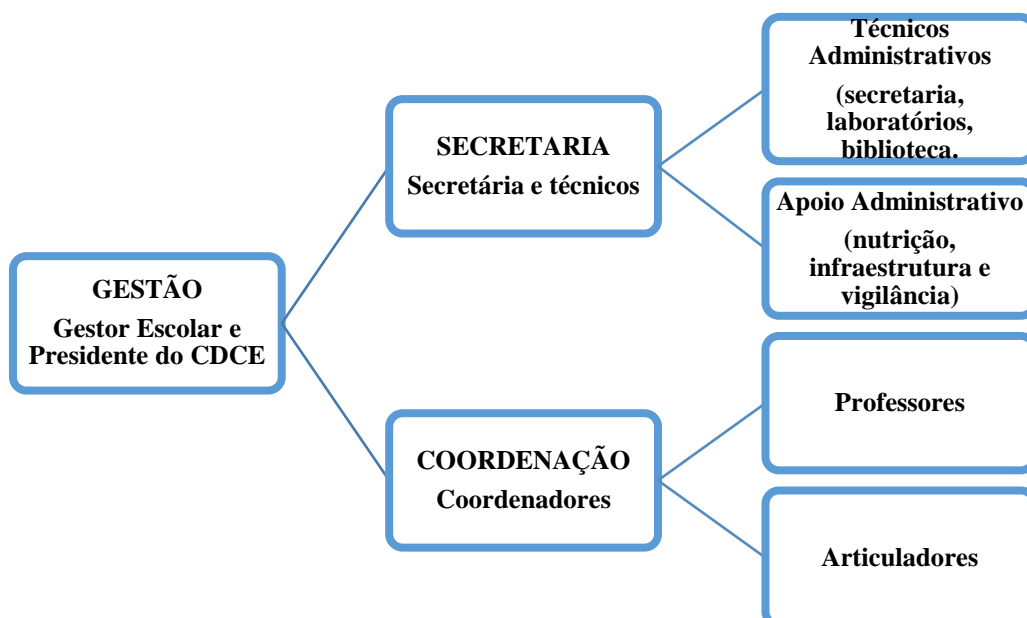 Técnicos
Administrativos
(secretaria,
laboratórios,
biblioteca.
SECRETARIA
Secretária e técnicos
Apoio Administrativo
(nutrição,
infraestrutura e
vigilância)
GESTÃO
Gestor Escolar e
Presidente do CDCE
Professores
COORDENAÇÃO
Coordenadores
Articuladores